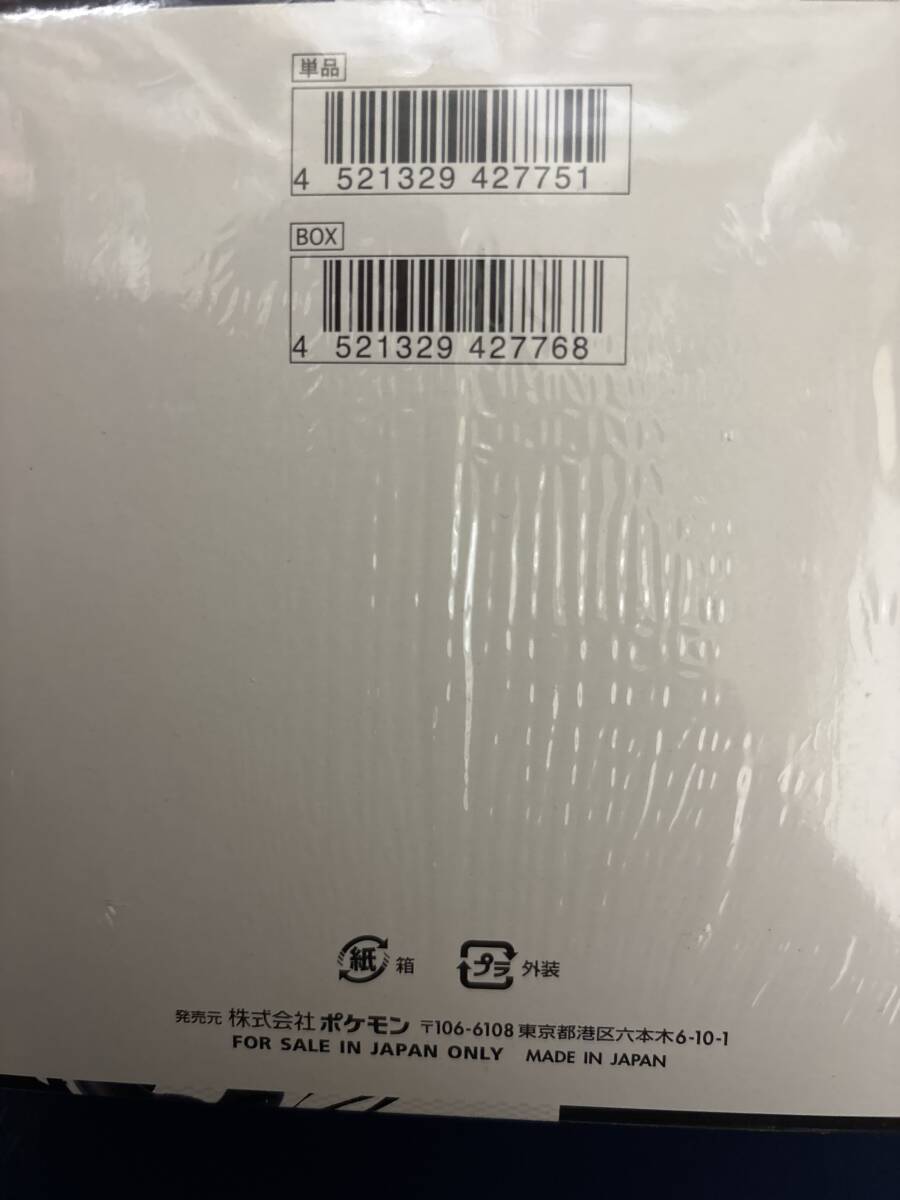 単品
4 521329 427751
BOX
4 521329 427768
紙 箱 プラ 外装
発売元 株式会社 ポケモン 〒106-6108 東京都港区六本木6-10-1
FOR SALE IN JAPAN ONLY MADE IN JAPAN